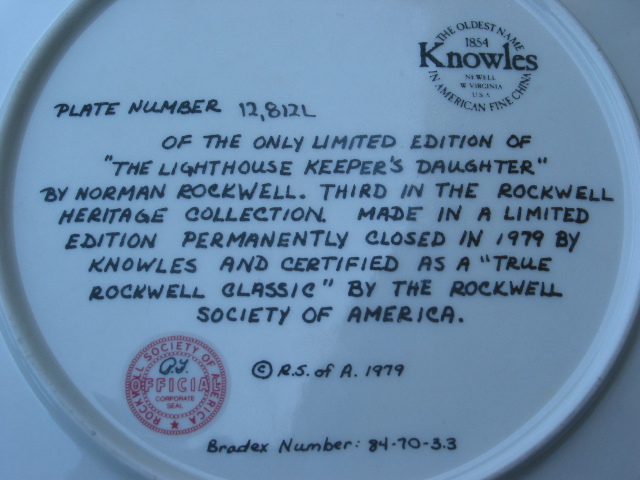 THE OLDEST NAME
1854
Knowles
NEWELL
W VIRGINIA
U.S.A
IN AMERICAN FINE CHINA
PLATE NUMBER 12,812L
OF THE ONLY LIMITED EDITION OF
"THE LIGHTHOUSE KEEPER'S DAUGHTER"
BY NORMAN ROCKWELL. THIRD IN THE ROCKWELL
HERITAGE COLLECTION. MADE IN A LIMITED
EDITION PERMANENTLY CLOSED IN 1979 BY
KNOWLES AND CERTIFIED AS A "TRUE
ROCKWELL CLASSIC" BY THE ROCKWELL
SOCIETY OF AMERICA.
ROCKWELL SOCIETY OF AMERICA
OFFICIAL
CORPORATE
SEAL
© R.S. of A. 1979
Bradex Number: 84-70-3.3